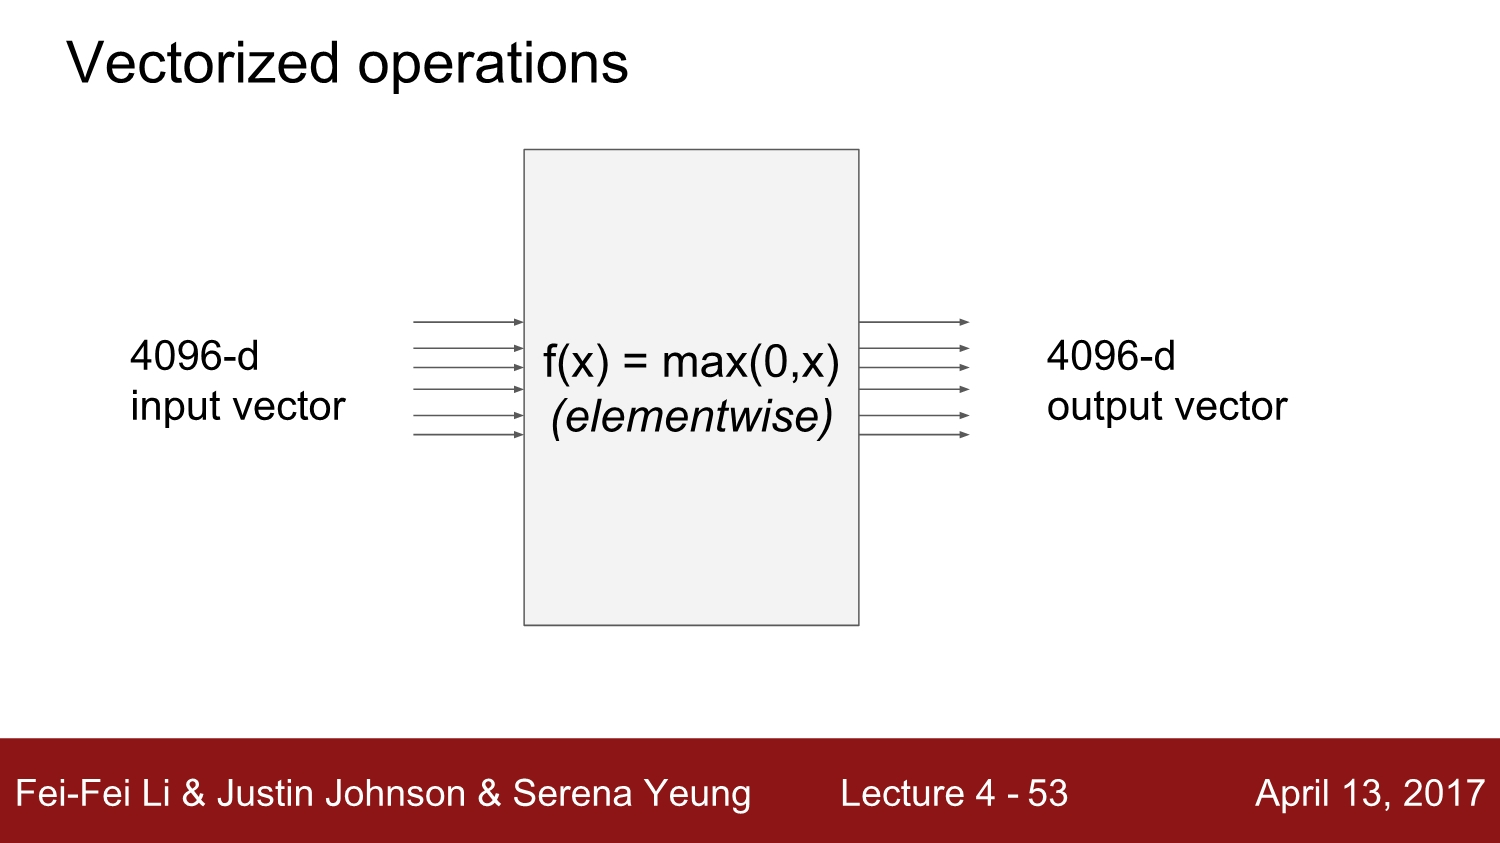 Vectorized operations
4096-d
input vector
f(x) = max(0,x)
(elementwise)
4096-d
output vector
Fei-Fei Li & Justin Johnson & Serena Yeung
Lecture 4 - 53
April 13, 2017